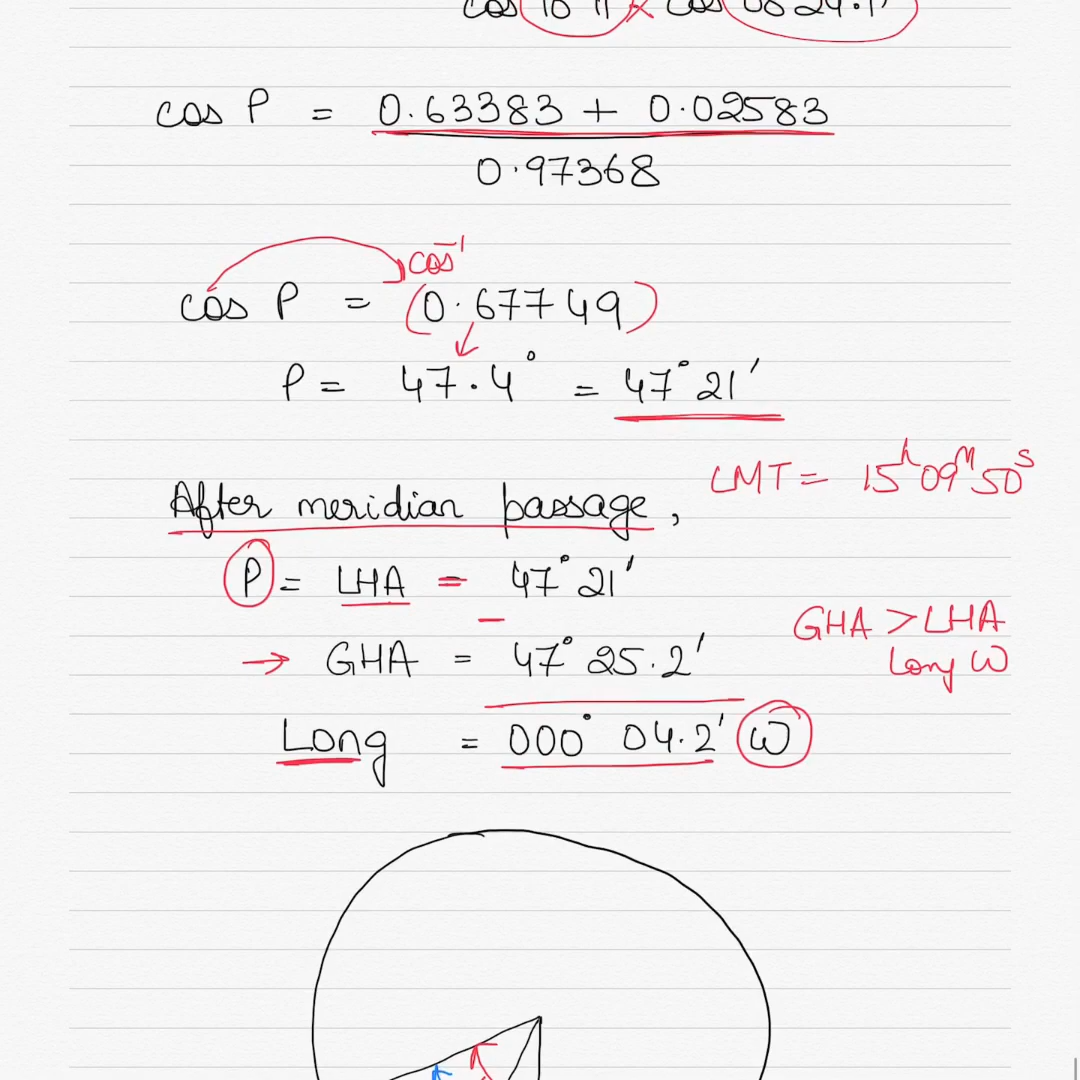 cos P = 0.63383 + 0.02583
0.97368
cos⁻¹
cos P = (0.67749)
P = 47.4° = 47° 21'
LMT = 15h 09m 50s
After meridian passage,
P = LHA = 47° 21'
GHA > LHA
→ GHA = 47° 25.2'
Long W
Long = 000° 04.2' W